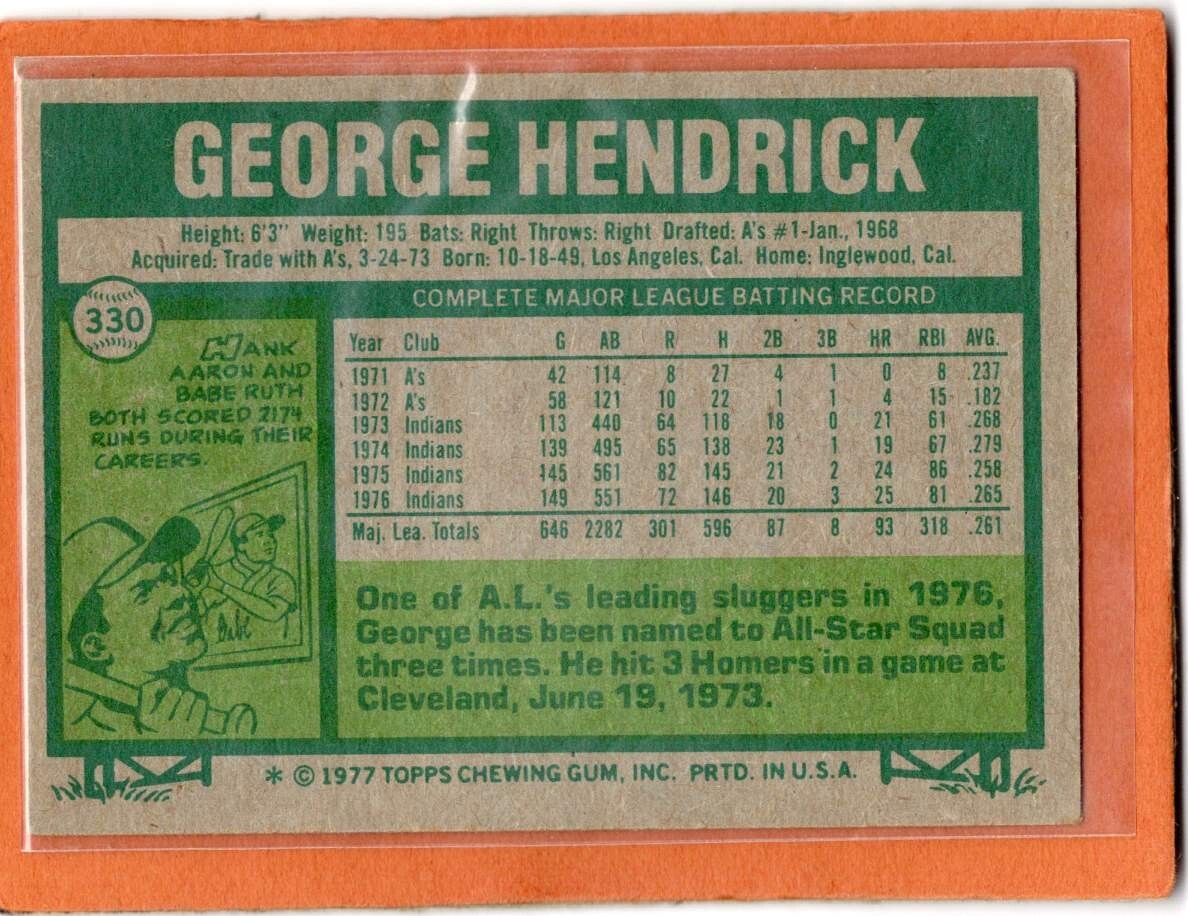 GEORGE HENDRICK
Height: 6'3" Weight: 195 Bats: Right Throws: Right Drafted: A's #1-Jan., 1968
Acquired: Trade with A's, 3-24-73 Born: 10-18-49, Los Angeles, Cal. Home: Inglewood, Cal.
330
HANK
AARON AND
BABE RUTH
BOTH SCORED 2174
RUNS DURING THEIR
CAREERS.
Babe
COMPLETE MAJOR LEAGUE BATTING RECORD
Year Club G AB R H 2B 3B HR RBI AVG.
1971 A's 42 114 8 27 4 1 0 8 .237
1972 A's 58 121 10 22 1 1 4 15 .182
1973 Indians 113 440 64 118 18 0 21 61 .268
1974 Indians 139 495 65 138 23 1 19 67 .279
1975 Indians 145 561 82 145 21 2 24 86 .258
1976 Indians 149 551 72 146 20 3 25 81 .265
Maj. Lea. Totals 646 2282 301 596 87 8 93 318 .261
One of A.L.'s leading sluggers in 1976,
George has been named to All-Star Squad
three times. He hit 3 Homers in a game at
Cleveland, June 19, 1973.
* © 1977 TOPPS CHEWING GUM, INC. PRTD. IN U.S.A.